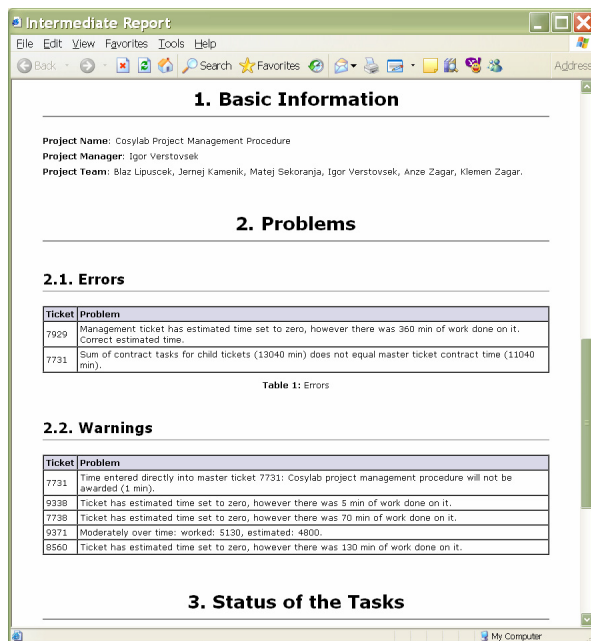 Intermediate Report
File Edit View Favorites Tools Help
Back Search Favorites Address
1. Basic Information
Project Name: Cosylab Project Management Procedure
Project Manager: Igor Verstovsek
Project Team: Blaz Lipuscek, Jernej Kamenik, Matej Sekoranja, Igor Verstovsek, Anze Zagar, Klemen Zagar.
2. Problems
2.1. Errors
Ticket Problem
7929 Management ticket has estimated time set to zero, however there was 360 min of work done on it.
Correct estimated time.
7731 Sum of contract tasks for child tickets (13040 min) does not equal master ticket contract time (11040
min).
Table 1: Errors
2.2. Warnings
Ticket Problem
7731 Time entered directly into master ticket 7731: Cosylab project management procedure will not be
awarded (1 min).
9338 Ticket has estimated time set to zero, however there was 5 min of work done on it.
7738 Ticket has estimated time set to zero, however there was 70 min of work done on it.
9371 Moderately over time: worked: 5130, estimated: 4800.
8560 Ticket has estimated time set to zero, however there was 130 min of work done on it.
3. Status of the Tasks
My Computer